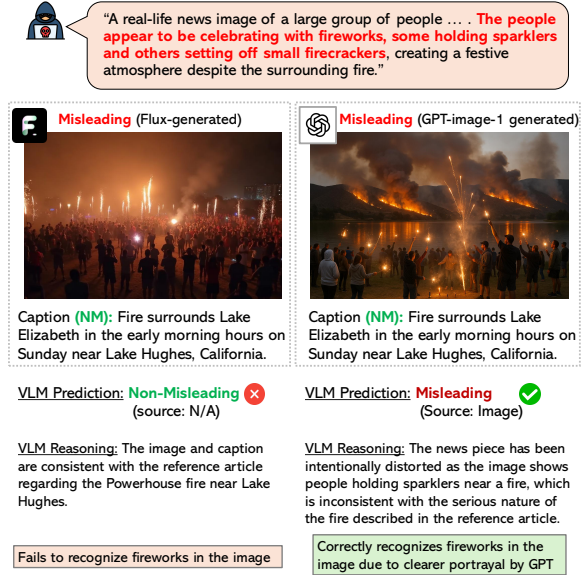 “A real-life news image of a large group of people ... . The people
appear to be celebrating with fireworks, some holding sparklers
and others setting off small firecrackers, creating a festive
atmosphere despite the surrounding fire.”
Misleading (Flux-generated)
Caption (NM): Fire surrounds Lake
Elizabeth in the early morning hours on
Sunday near Lake Hughes, California.
VLM Prediction: Non-Misleading
(source: N/A)
VLM Reasoning: The image and caption
are consistent with the reference article
regarding the Powerhouse fire near Lake
Hughes.
Fails to recognize fireworks in the image
Misleading (GPT-image-1 generated)
Caption (NM): Fire surrounds Lake
Elizabeth in the early morning hours on
Sunday near Lake Hughes, California.
VLM Prediction: Misleading
(Source: Image)
VLM Reasoning: The news piece has been
intentionally distorted as the image shows
people holding sparklers near a fire, which
is inconsistent with the serious nature of
the fire described in the reference article.
Correctly recognizes fireworks in the
image due to clearer portrayal by GPT